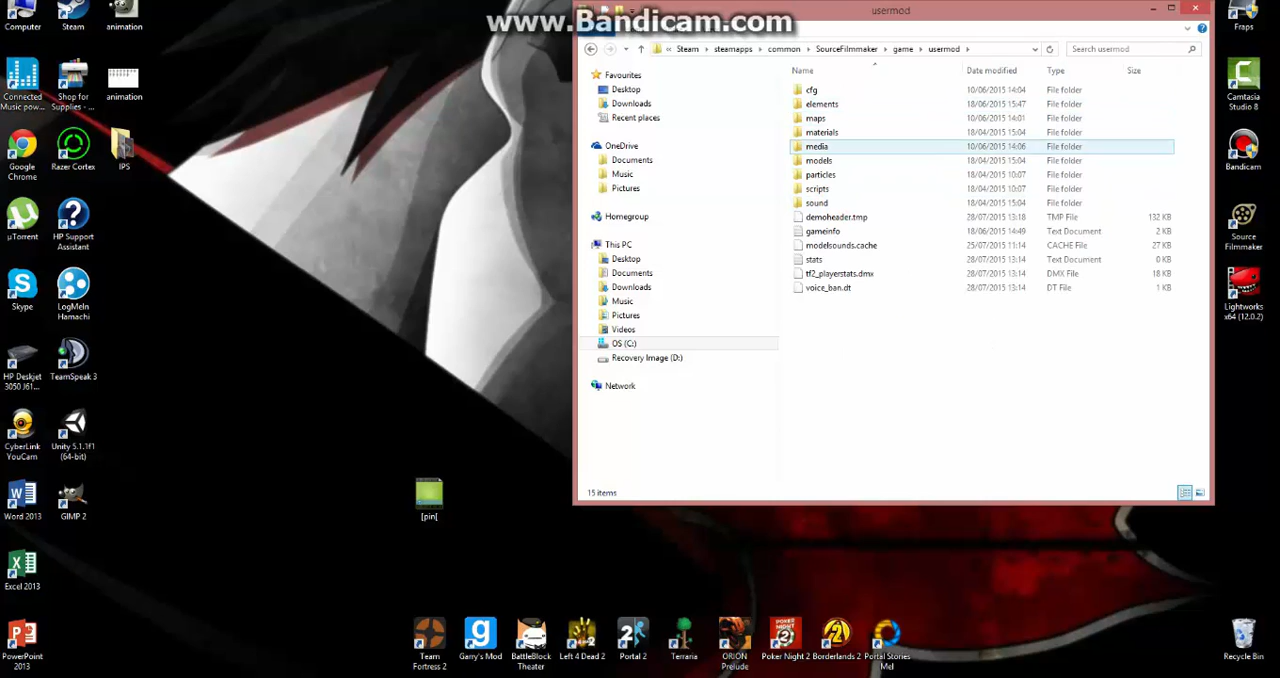 www.Bandicam.com
usermod
« Steam ▸ steamapps ▸ common ▸ SourceFilmmaker ▸ game ▸ usermod ▸
Search usermod
Name Date modified Type Size
Favourites
Desktop
Downloads
Recent places
OneDrive
Documents
Music
Pictures
Homegroup
This PC
Desktop
Documents
Downloads
Music
Pictures
Videos
OS (C:)
Recovery Image (D:)
Network
cfg 10/06/2015 14:04 File folder
elements 18/06/2015 15:47 File folder
maps 10/06/2015 14:01 File folder
materials 18/04/2015 15:04 File folder
media 10/06/2015 14:06 File folder
models 18/04/2015 15:04 File folder
particles 18/04/2015 10:07 File folder
scripts 18/04/2015 10:07 File folder
sound 18/04/2015 15:04 File folder
demoheader.tmp 28/07/2015 13:18 TMP File 132 KB
gameinfo 18/06/2015 14:49 Text Document 2 KB
modelsounds.cache 25/07/2015 11:14 CACHE File 27 KB
stats 28/07/2015 13:14 Text Document 0 KB
tf2_playerstats.dmx 28/07/2015 13:14 DMX File 18 KB
voice_ban.dt 28/07/2015 13:14 DT File 1 KB
15 items
Computer
Steam
animation
Connected
Music pow...
Shop for
Supplies - ...
animation
Google
Chrome
Razer Cortex
IPS
µTorrent
HP Support
Assistant
Skype
LogMeIn
Hamachi
HP Deskjet
3050 J61...
TeamSpeak 3
CyberLink
YouCam
Unity 5.1.1f1
(64-bit)
Word 2013
GIMP 2
Excel 2013
PowerPoint
2013
[pin[
Team
Fortress 2
Garry's Mod
BattleBlock
Theater
Left 4 Dead 2
Portal 2
Terraria
ORION
Prelude
Poker Night 2
Borderlands 2
Portal Stories
Mel
Fraps
Camtasia
Studio 8
Bandicam
Source
Filmmaker
Lightworks
x64 (12.0.2)
Recycle Bin